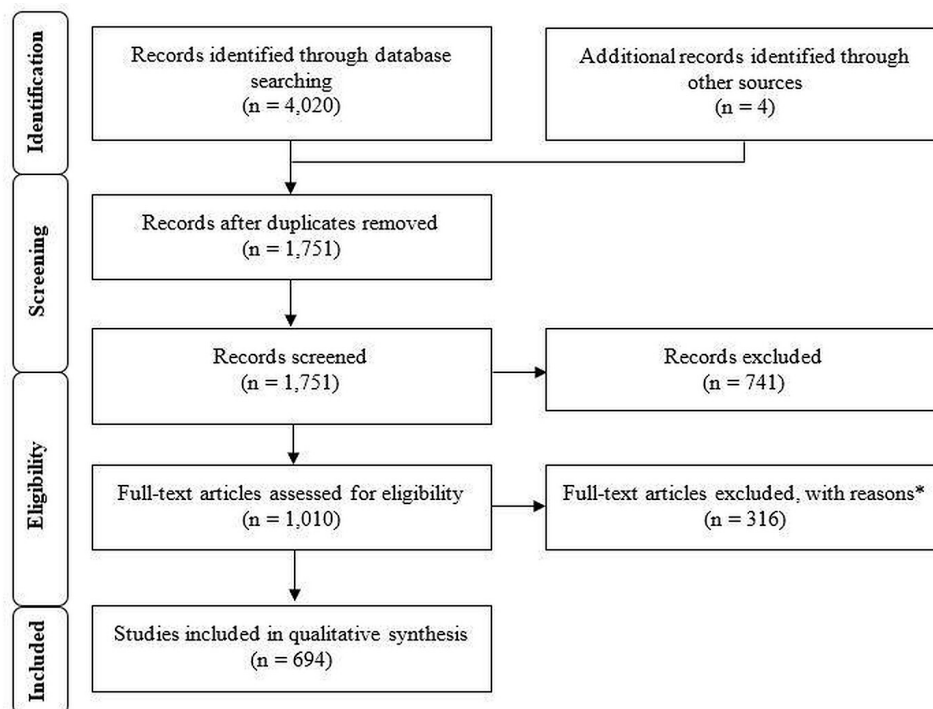 Identification
Records identified through database
searching
(n = 4,020)
Additional records identified through
other sources
(n = 4)
Screening
Records after duplicates removed
(n = 1,751)
Records screened
(n = 1,751)
Records excluded
(n = 741)
Eligibility
Full-text articles assessed for eligibility
(n = 1,010)
Full-text articles excluded, with reasons*
(n = 316)
Included
Studies included in qualitative synthesis
(n = 694)